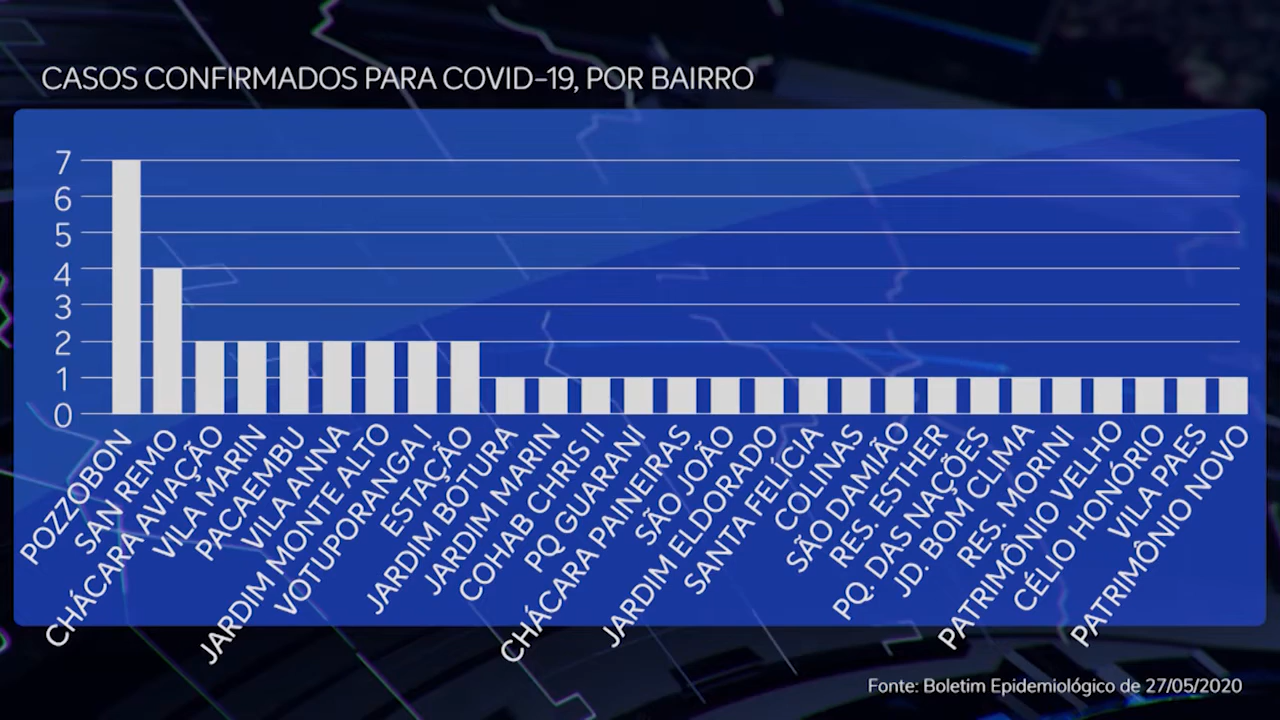 CASOS CONFIRMADOS PARA COVID-19, POR BAIRRO
7
6
5
4
3
2
1
0
POZZOBON
SAN REMO
CHÁCARA AVIAÇÃO
VILA MARIN
PACAEMBU
VILA ANNA
JARDIM MONTE ALTO
VOTUPORANGA I
ESTAÇÃO
JARDIM BOTURA
JARDIM MARIN
COHAB CHRIS II
PQ GUARANI
CHÁCARA PAINEIRAS
SÃO JOÃO
JARDIM ELDORADO
SANTA FELÍCIA
COLINAS
SÃO DAMIÃO
RES. ESTHER
PQ. DAS NAÇÕES
JD. BOM CLIMA
RES. MORINI
PATRIMÔNIO VELHO
CÉLIO HONÓRIO
VILA PAES
PATRIMÔNIO NOVO
Fonte: Boletim Epidemiológico de 27/05/2020